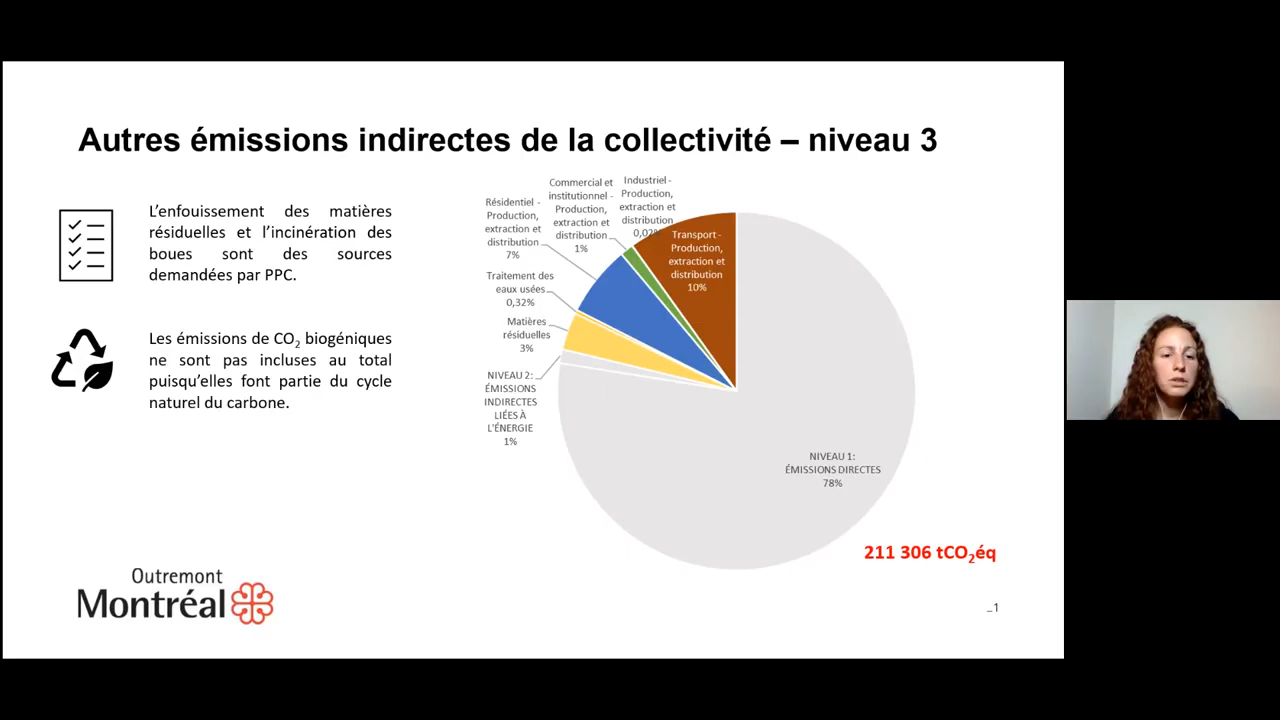 Autres émissions indirectes de la collectivité – niveau 3
L'enfouissement des matières
résiduelles et l'incinération des
boues sont des sources
demandées par PPC.
Les émissions de CO₂ biogéniques
ne sont pas incluses au total
puisqu'elles font partie du cycle
naturel du carbone.
Résidentiel -
Production,
extraction et
distribution
7%
Commercial et
institutionnel -
Production,
extraction et
distribution
1%
Industriel -
Production,
extraction et
distribution
0,02%
Transport -
Production,
extraction et
distribution
10%
Traitement des
eaux usées
0,32%
Matières
résiduelles
3%
NIVEAU 2:
ÉMISSIONS
INDIRECTES
LIÉES À
L'ÉNERGIE
1%
NIVEAU 1:
ÉMISSIONS DIRECTES
78%
211 306 tCO₂éq
Outremont
Montréal
_1